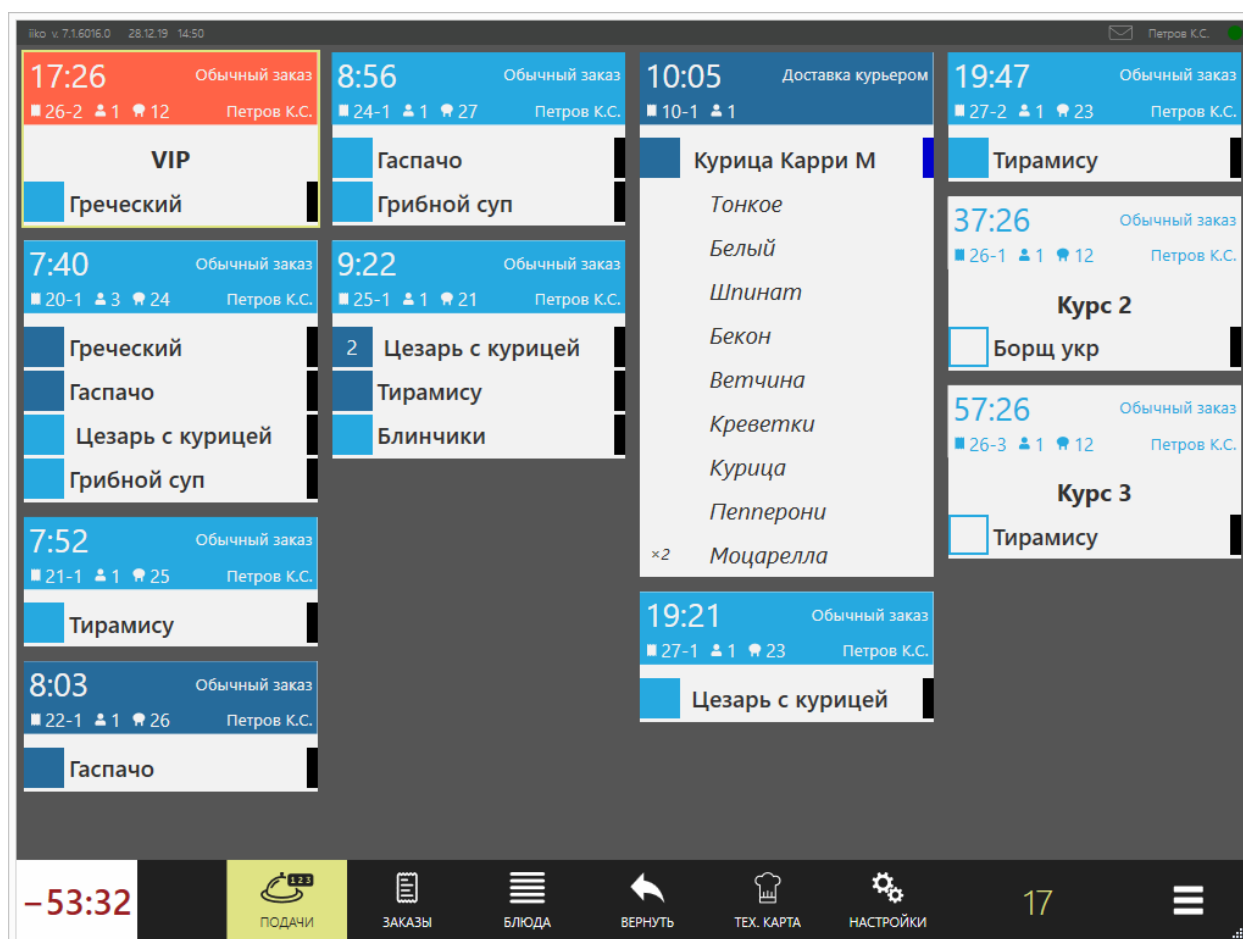 iiko v. 7.1.6016.0 28.12.19 14:50 Петров К.С.
17:26 Обычный заказ
26-2 1 12 Петров К.С.
VIP
Греческий
7:40 Обычный заказ
20-1 3 24 Петров К.С.
Греческий
Гаспачо
Цезарь с курицей
Грибной суп
7:52 Обычный заказ
21-1 1 25 Петров К.С.
Тирамису
8:03 Обычный заказ
22-1 1 26 Петров К.С.
Гаспачо
8:56 Обычный заказ
24-1 1 27 Петров К.С.
Гаспачо
Грибной суп
9:22 Обычный заказ
25-1 1 21 Петров К.С.
2 Цезарь с курицей
Тирамису
Блинчики
10:05 Доставка курьером
10-1 1
Курица Карри М
Тонкое
Белый
Шпинат
Бекон
Ветчина
Креветки
Курица
Пепперони
×2 Моцарелла
19:21 Обычный заказ
27-1 1 23 Петров К.С.
Цезарь с курицей
19:47 Обычный заказ
27-2 1 23 Петров К.С.
Тирамису
37:26 Обычный заказ
26-1 1 12 Петров К.С.
Курс 2
Борщ укр
57:26 Обычный заказ
26-3 1 12 Петров К.С.
Курс 3
Тирамису
–53:32
123
ПОДАЧИ
ЗАКАЗЫ
БЛЮДА
ВЕРНУТЬ
ТЕХ. КАРТА
НАСТРОЙКИ
17